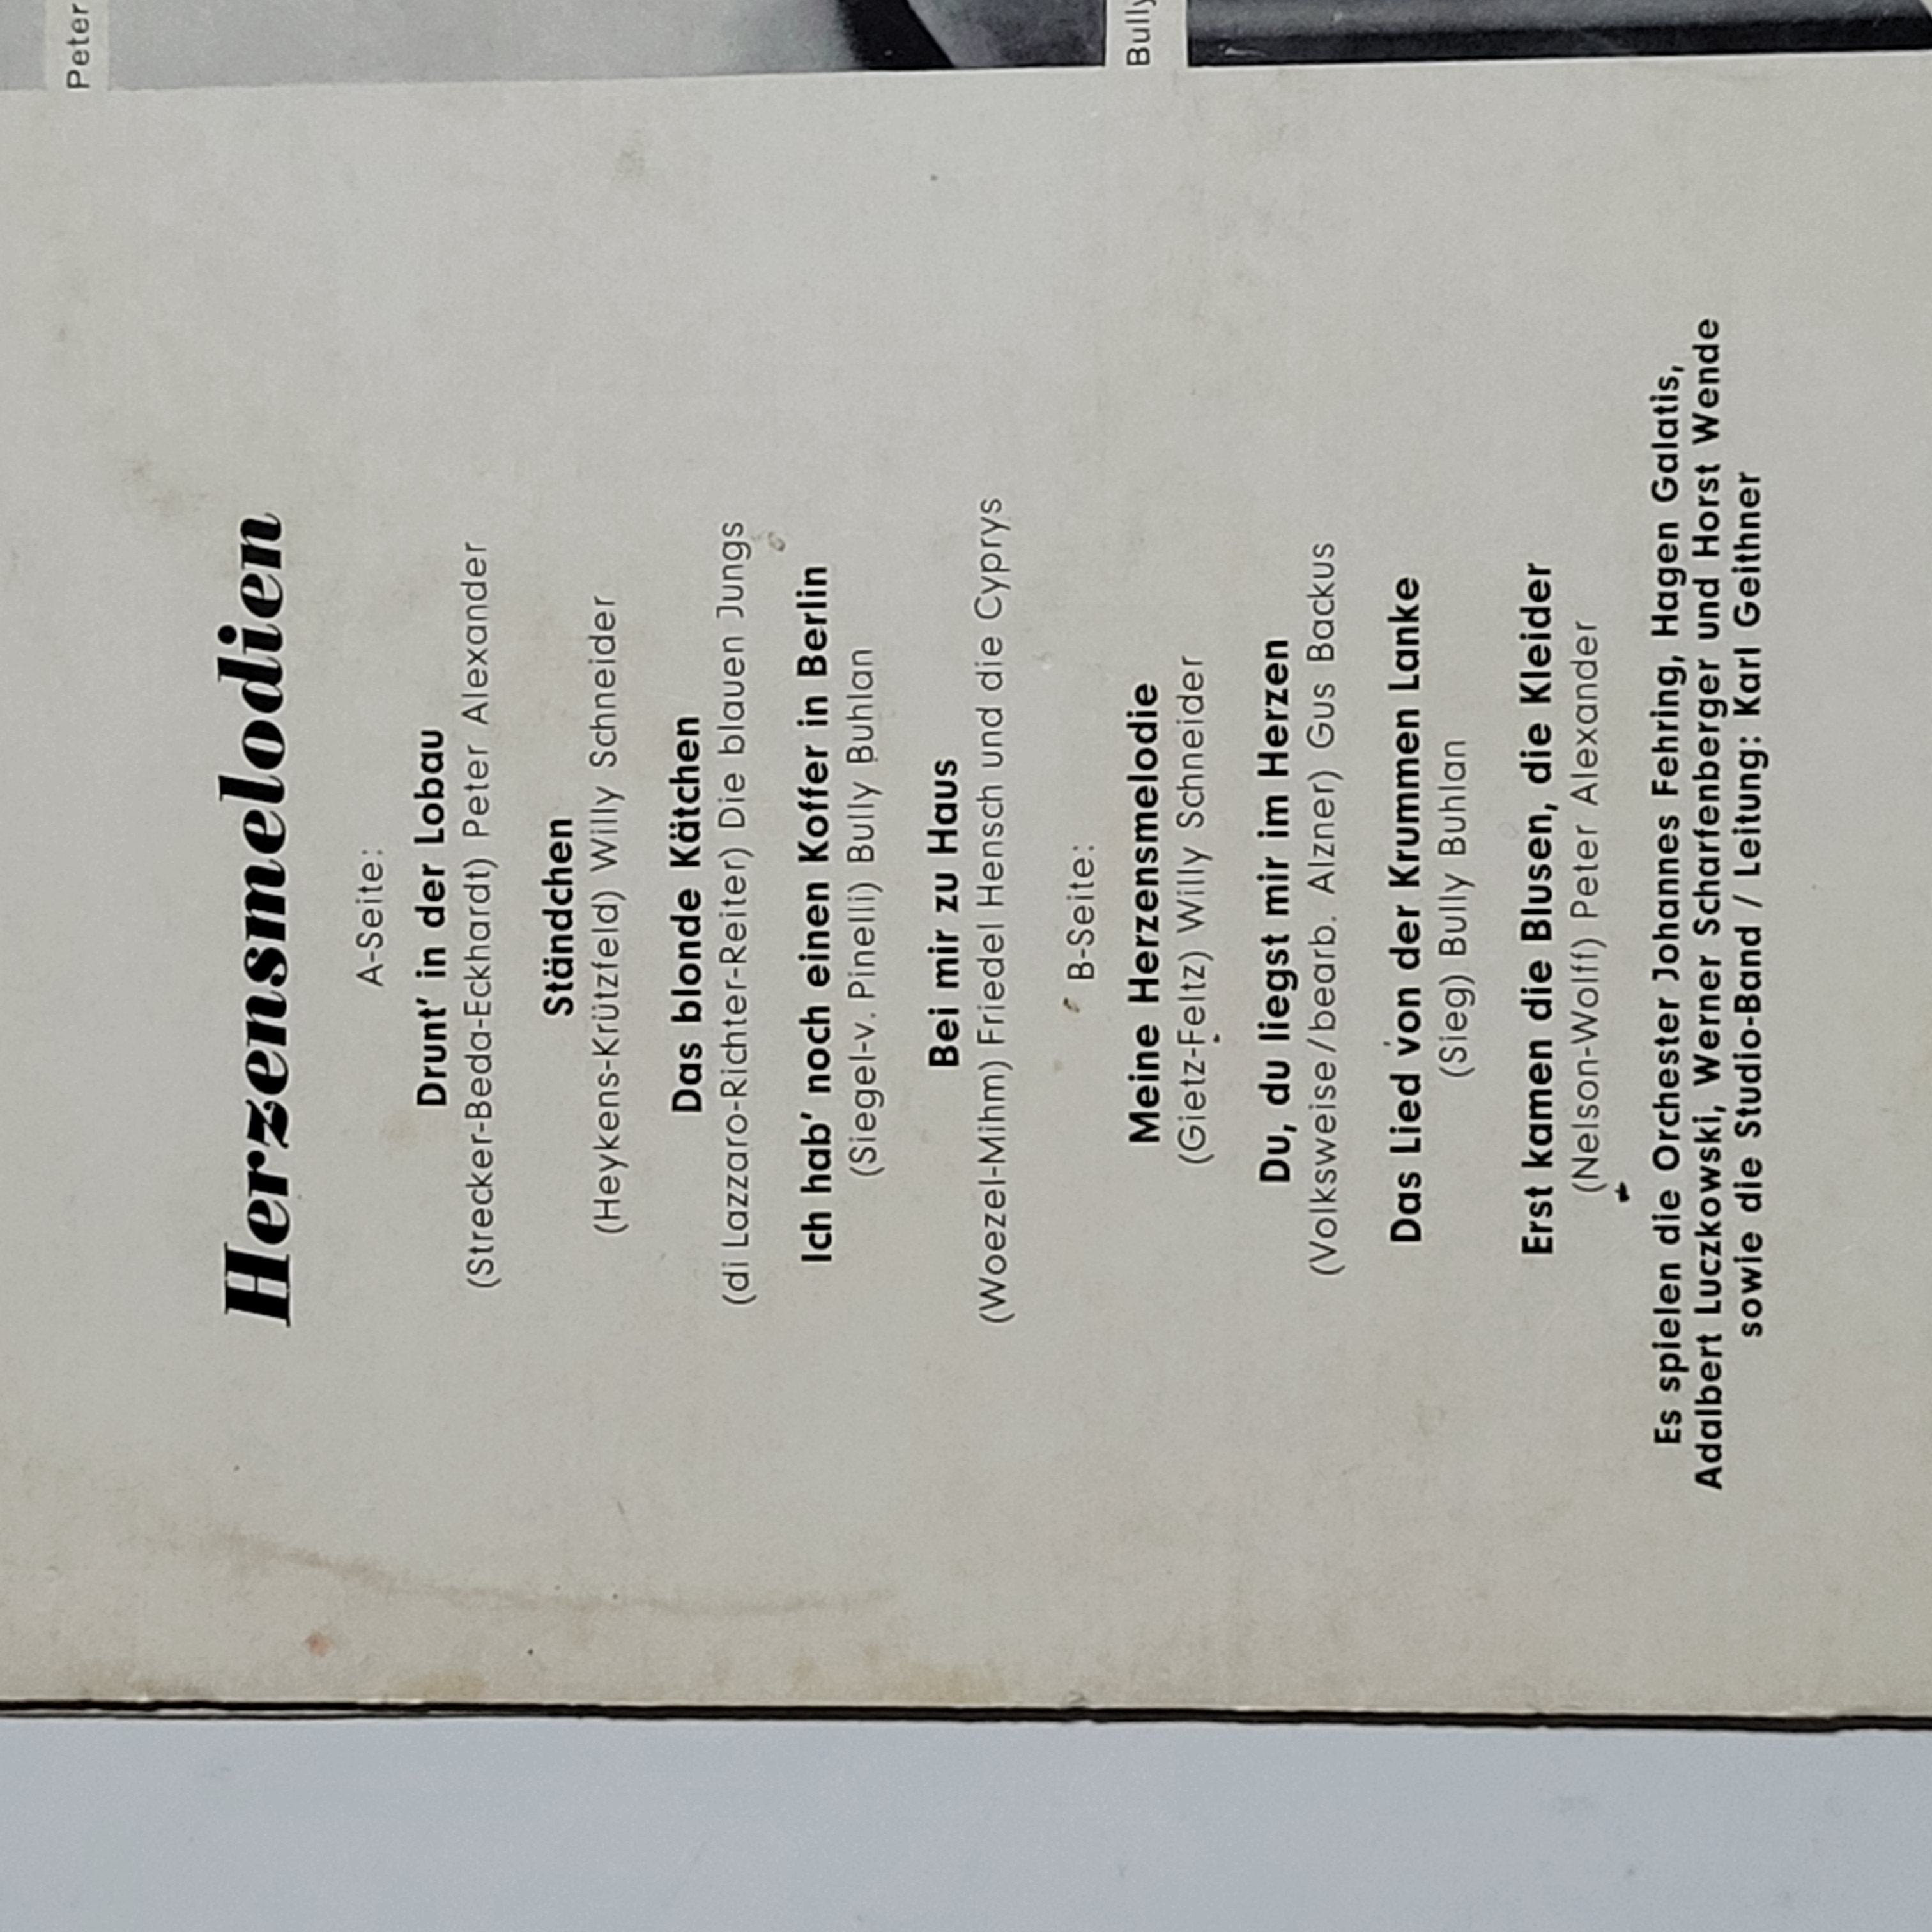 Herzensmelodien
A-Seite:
Drunt' in der Lobau
(Strecker-Beda-Eckhardt) Peter Alexander
Ständchen
(Heykens-Krützfeld) Willy Schneider
Das blonde Kätchen
(di Lazzaro-Richter-Reiter) Die blauen Jungs
Ich hab' noch einen Koffer in Berlin
(Siegel-v. Pinelli) Bully Buhlan
Bei mir zu Haus
(Woezel-Mihm) Friedel Hensch und die Cyprys
B-Seite:
Meine Herzensmelodie
(Gietz-Feltz) Willy Schneider
Du, du liegst mir im Herzen
(Volksweise/bearb. Alzner) Gus Backus
Das Lied von der Krummen Lanke
(Sieg) Bully Buhlan
Erst kamen die Blusen, die Kleider
(Nelson-Wolff) Peter Alexander
Es spielen die Orchester Johannes Fehring, Hagen Galatis,
Adalbert Luczkowski, Werner Scharfenberger und Horst Wende
sowie die Studio-Band / Leitung: Karl Geithner
Peter
Bully